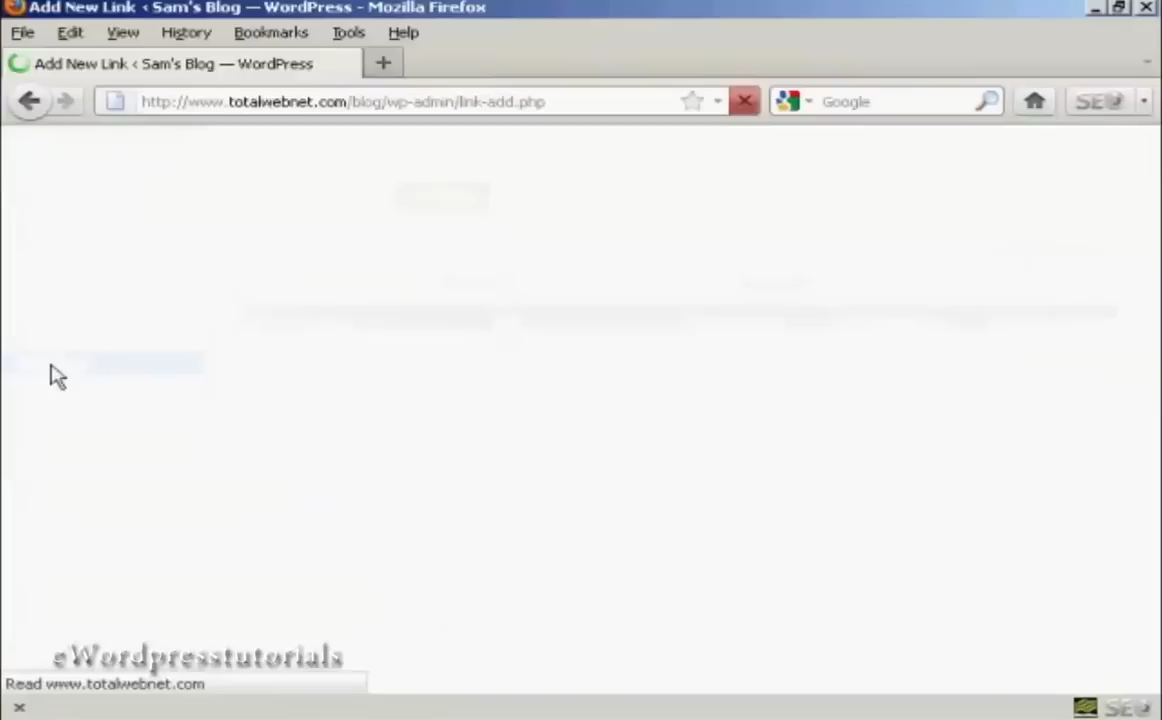 Add New Link ‹ Sam's Blog — WordPress - Mozilla Firefox
File Edit View History Bookmarks Tools Help
Add New Link ‹ Sam's Blog — WordPress
http://www.totalwebnet.com/blog/wp-admin/link-add.php
Google
eWordpresstutorials
Read www.totalwebnet.com